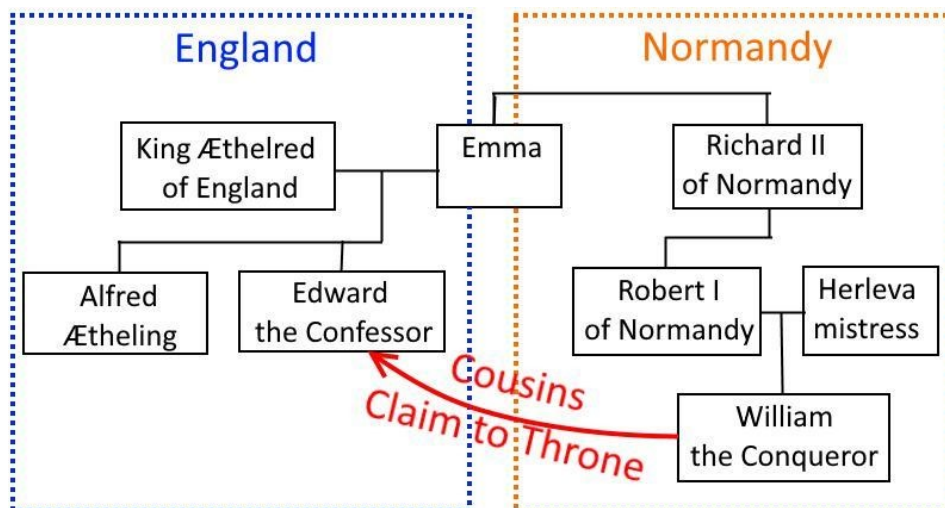 England
Normandy
King Æthelred
of England
Emma
Richard II
of Normandy
Alfred
Ætheling
Edward
the Confessor
Robert I
of Normandy
Herleva
mistress
Cousins
Claim to Throne
William
the Conqueror